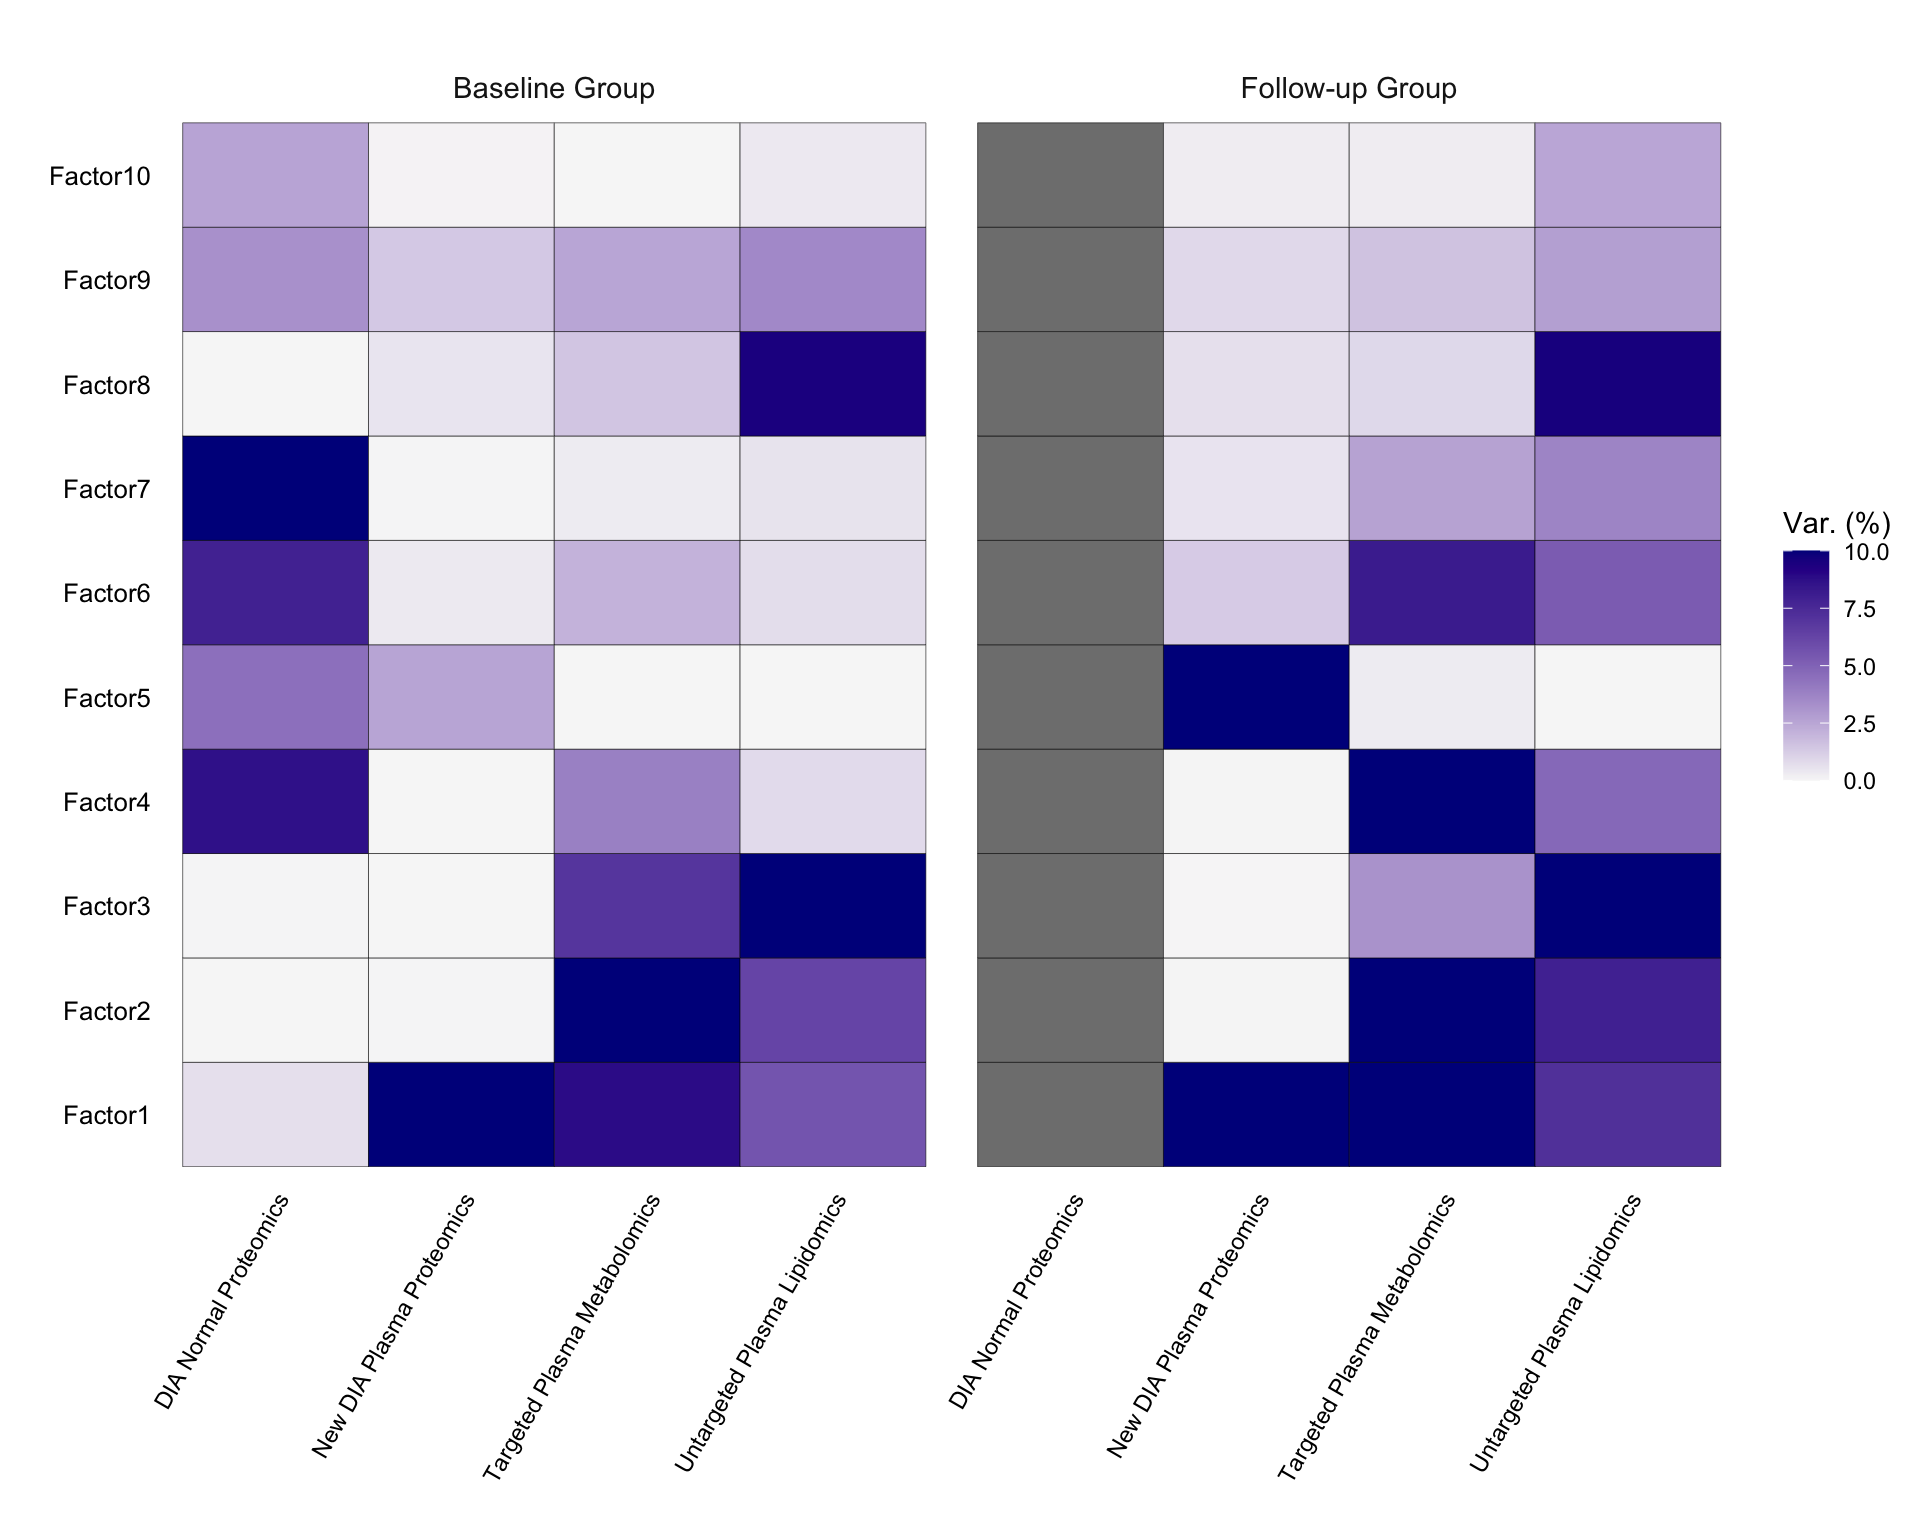 Baseline Group
Follow-up Group
Factor10
Factor9
Factor8
Factor7
Factor6
Factor5
Factor4
Factor3
Factor2
Factor1
Var. (%)
10.0
7.5
5.0
2.5
0.0
DIA Normal Proteomics
New DIA Plasma Proteomics
Targeted Plasma Metabolomics
Untargeted Plasma Lipidomics
DIA Normal Proteomics
New DIA Plasma Proteomics
Targeted Plasma Metabolomics
Untargeted Plasma Lipidomics